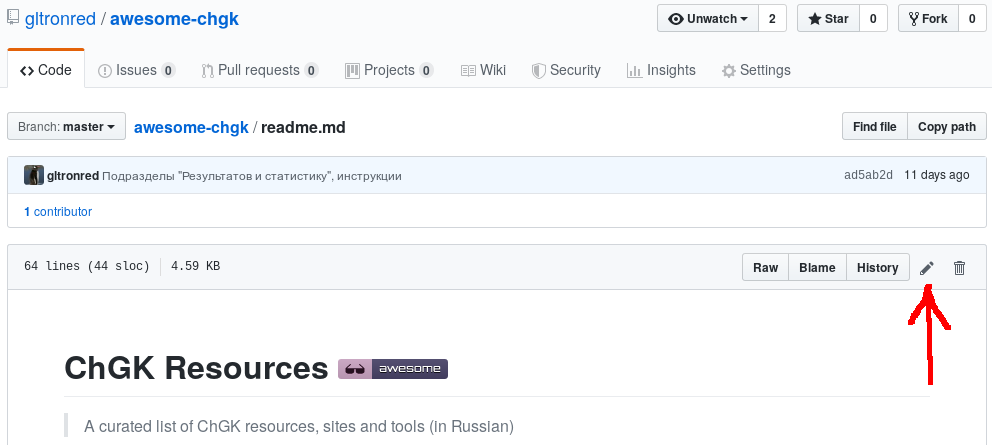 gltronred / awesome-chgk
Unwatch 2 Star 0 Fork 0
Code Issues 0 Pull requests 0 Projects 0 Wiki Security Insights Settings
Branch: master awesome-chgk / readme.md Find file Copy path
gltronred Подразделы "Результатов и статистику", инструкции ad5ab2d 11 days ago
1 contributor
64 lines (44 sloc) 4.59 KB Raw Blame History
ChGK Resources awesome
A curated list of ChGK resources, sites and tools (in Russian)